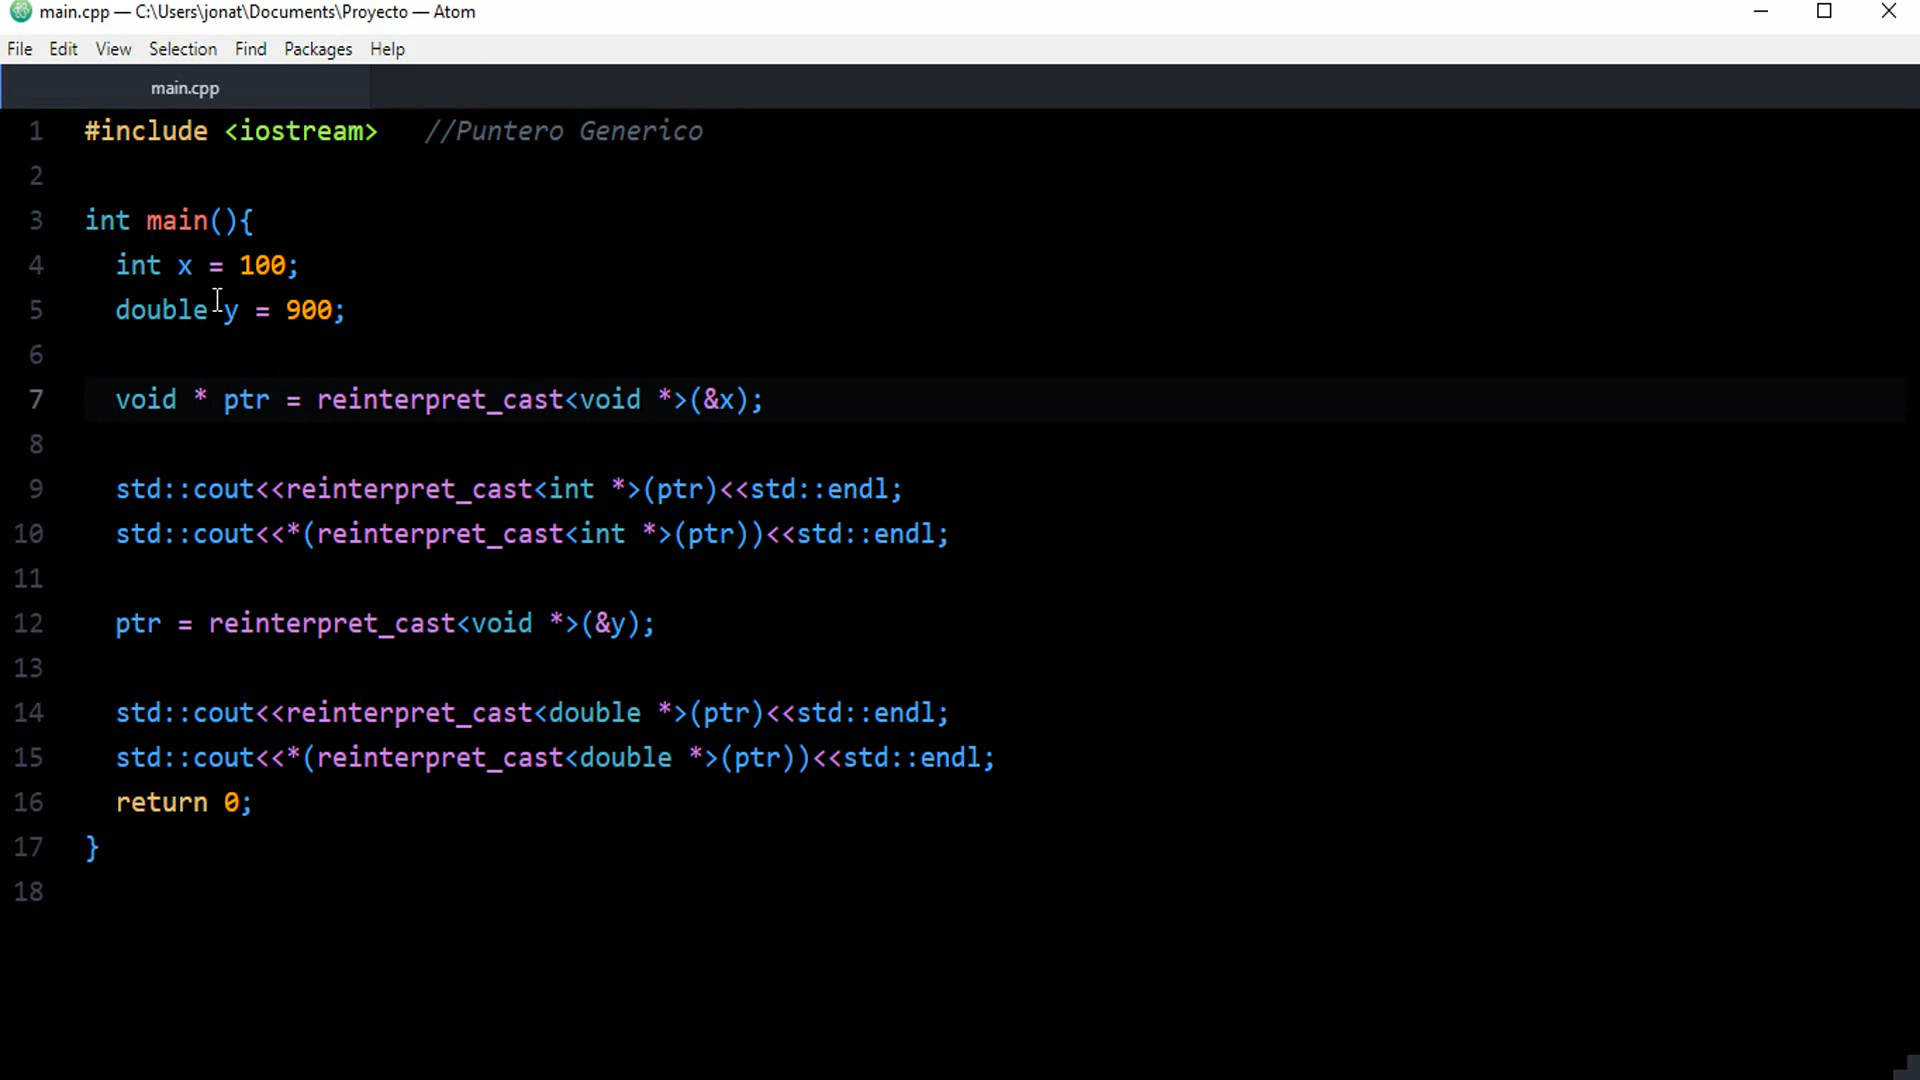 main.cpp — C:\Users\jonat\Documents\Proyecto — Atom
File Edit View Selection Find Packages Help
main.cpp
1 #include <iostream>   //Puntero Generico
2
3 int main(){
4   int x = 100;
5   double y = 900;
6
7   void * ptr = reinterpret_cast<void *>(&x);
8
9   std::cout<<reinterpret_cast<int *>(ptr)<<std::endl;
10   std::cout<<*(reinterpret_cast<int *>(ptr))<<std::endl;
11
12   ptr = reinterpret_cast<void *>(&y);
13
14   std::cout<<reinterpret_cast<double *>(ptr)<<std::endl;
15   std::cout<<*(reinterpret_cast<double *>(ptr))<<std::endl;
16   return 0;
17 }
18